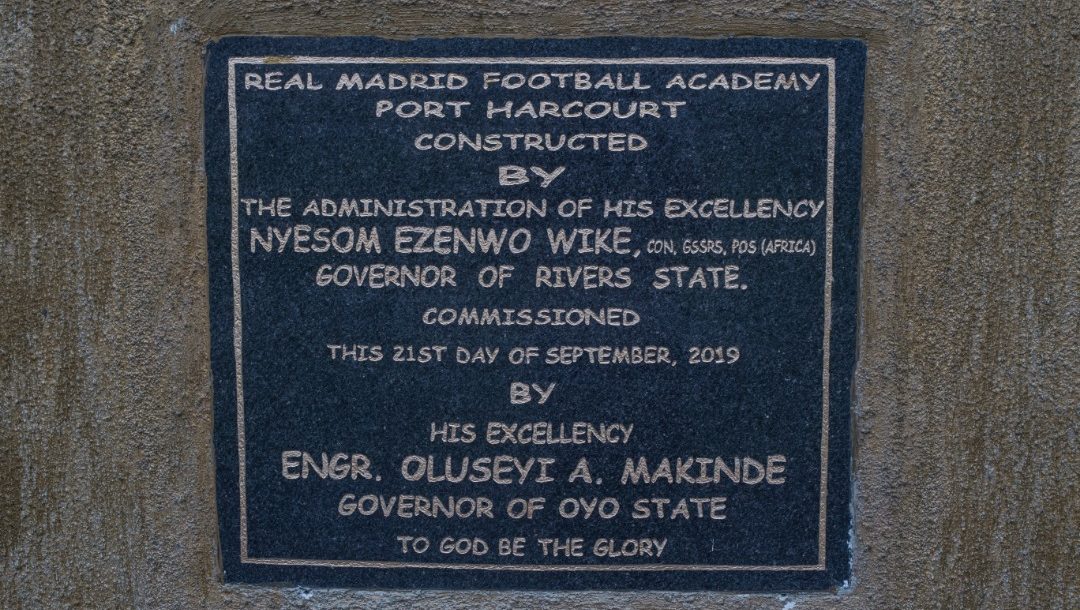 REAL MADRID FOOTBALL ACADEMY
PORT HARCOURT
CONSTRUCTED
BY
THE ADMINISTRATION OF HIS EXCELLENCY
NYESOM EZENWO WIKE, CON, GSSRS, POS (AFRICA)
GOVERNOR OF RIVERS STATE.
COMMISSIONED
THIS 21ST DAY OF SEPTEMBER, 2019
BY
HIS EXCELLENCY
ENGR. OLUSEYI A. MAKINDE
GOVERNOR OF OYO STATE
TO GOD BE THE GLORY